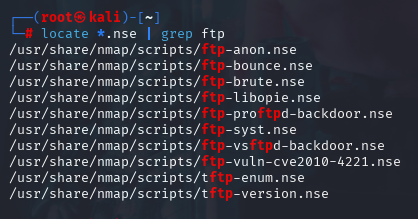 ┌──(root㉿kali)-[~]
└─# locate *.nse | grep ftp
/usr/share/nmap/scripts/ftp-anon.nse
/usr/share/nmap/scripts/ftp-bounce.nse
/usr/share/nmap/scripts/ftp-brute.nse
/usr/share/nmap/scripts/ftp-libopie.nse
/usr/share/nmap/scripts/ftp-proftpd-backdoor.nse
/usr/share/nmap/scripts/ftp-syst.nse
/usr/share/nmap/scripts/ftp-vsftpd-backdoor.nse
/usr/share/nmap/scripts/ftp-vuln-cve2010-4221.nse
/usr/share/nmap/scripts/tftp-enum.nse
/usr/share/nmap/scripts/tftp-version.nse